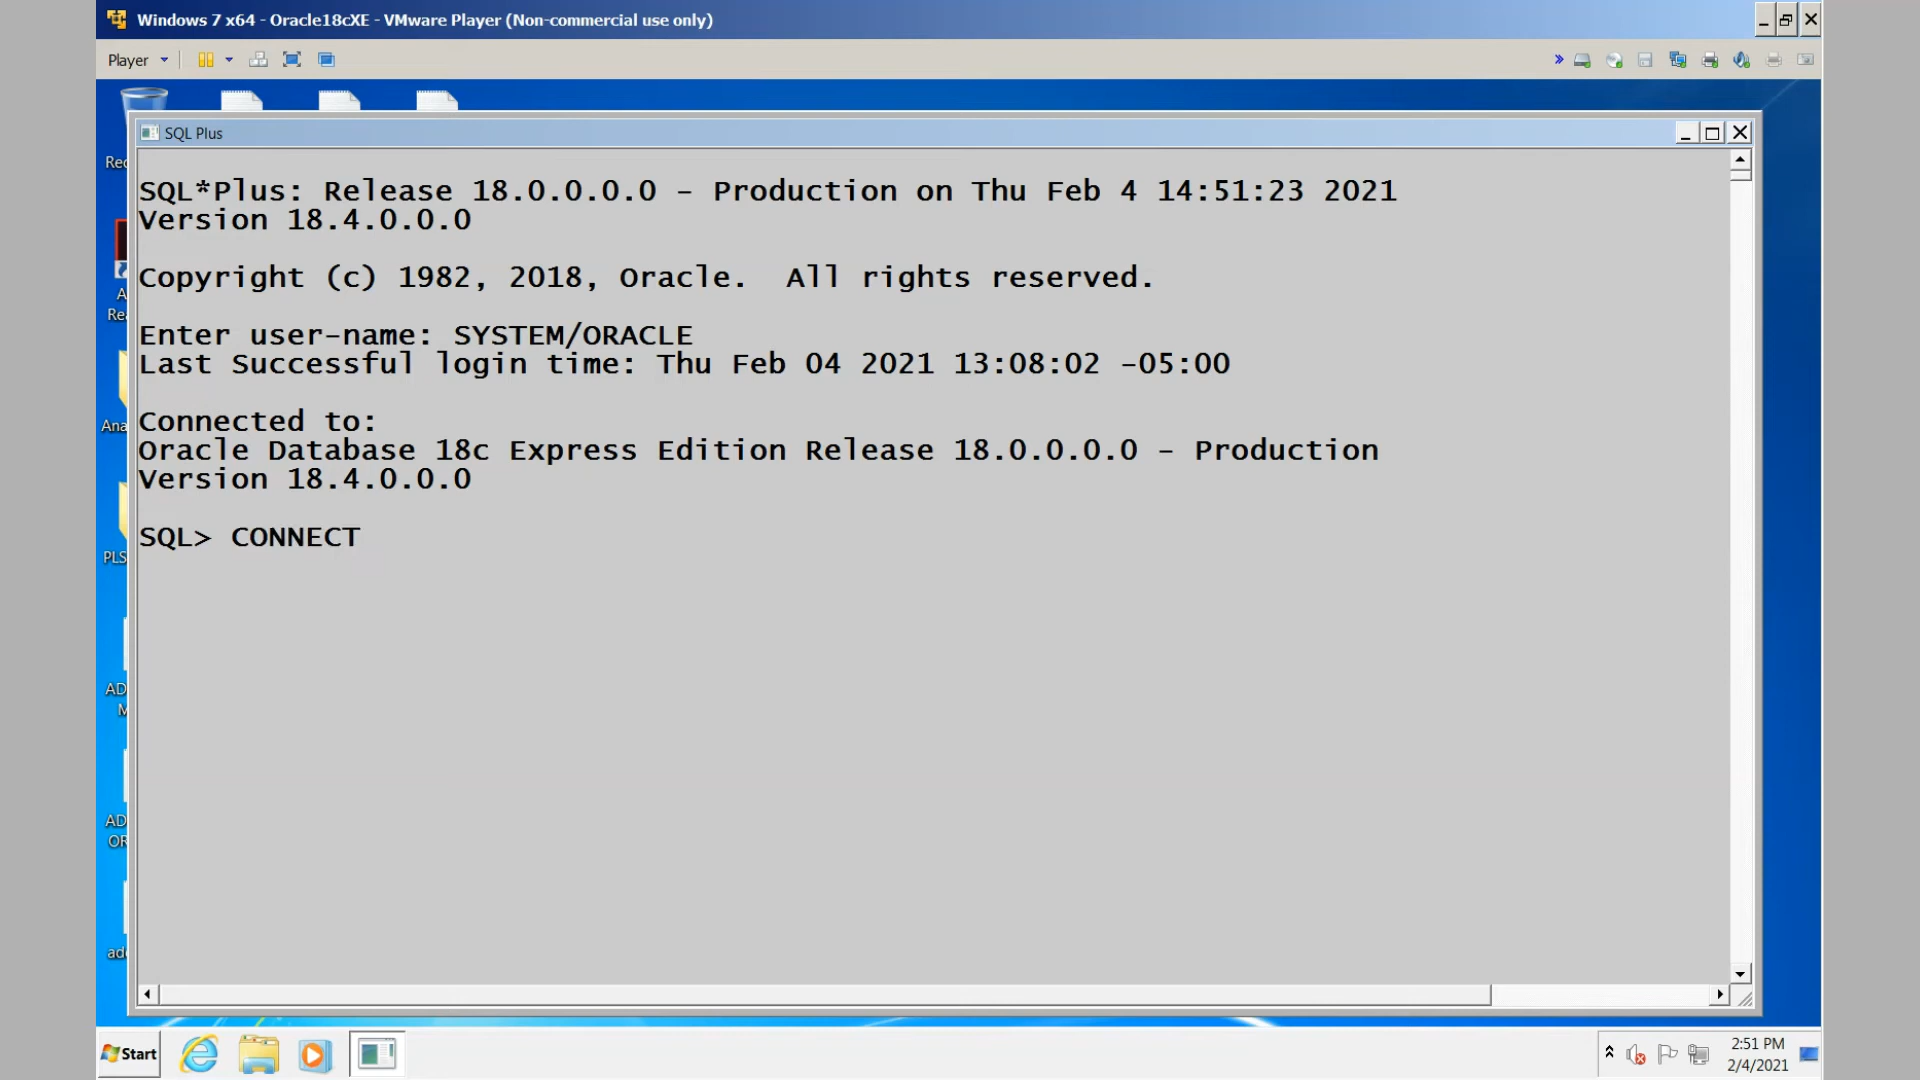 Windows 7 x64 - Oracle18cXE - VMware Player (Non-commercial use only)
Player
SQL Plus
SQL*Plus: Release 18.0.0.0.0 - Production on Thu Feb 4 14:51:23 2021
Version 18.4.0.0.0
Copyright (c) 1982, 2018, Oracle.  All rights reserved.
Enter user-name: SYSTEM/ORACLE
Last Successful login time: Thu Feb 04 2021 13:08:02 -05:00
Connected to:
Oracle Database 18c Express Edition Release 18.0.0.0.0 - Production
Version 18.4.0.0.0
SQL> CONNECT
Start
2:51 PM
2/4/2021